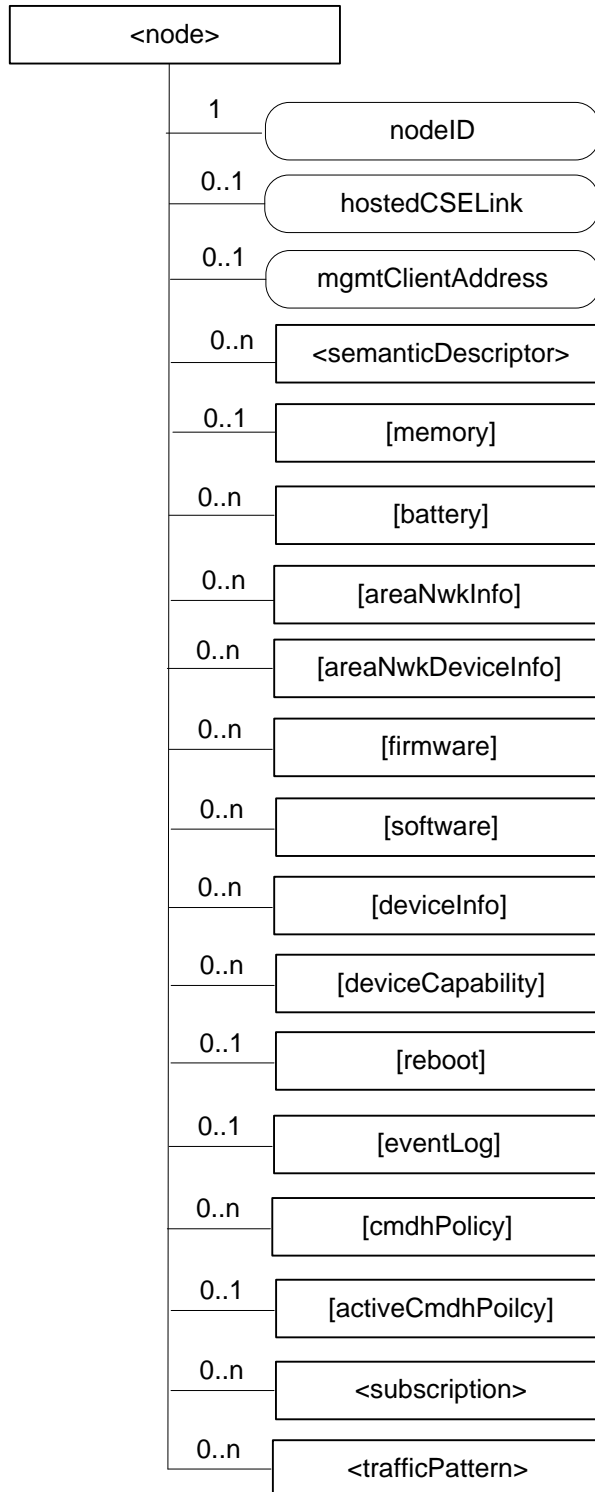 <node>
1 nodeID
0..1 hostedCSELink
0..1 mgmtClientAddress
0..n <semanticDescriptor>
0..1 [memory]
0..n [battery]
0..n [areaNwkInfo]
0..n [areaNwkDeviceInfo]
0..n [firmware]
0..n [software]
0..n [deviceInfo]
0..n [deviceCapability]
0..1 [reboot]
0..1 [eventLog]
0..n [cmdhPolicy]
0..1 [activeCmdhPoilcy]
0..n <subscription>
0..n <trafficPattern>